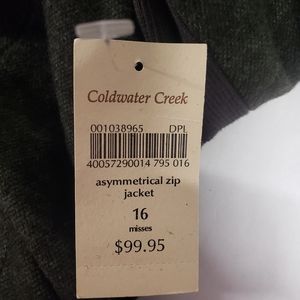 Coldwater Creek
001038965 DPL
40057290014 795 016
asymmetrical zip
jacket
16
misses
$99.95